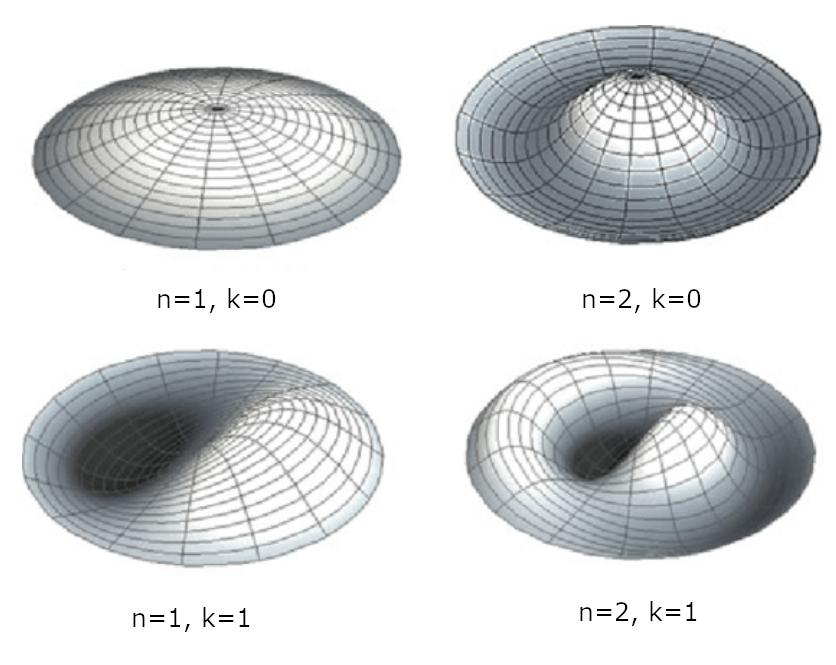 n=1, k=0
n=2, k=0
n=1, k=1
n=2, k=1